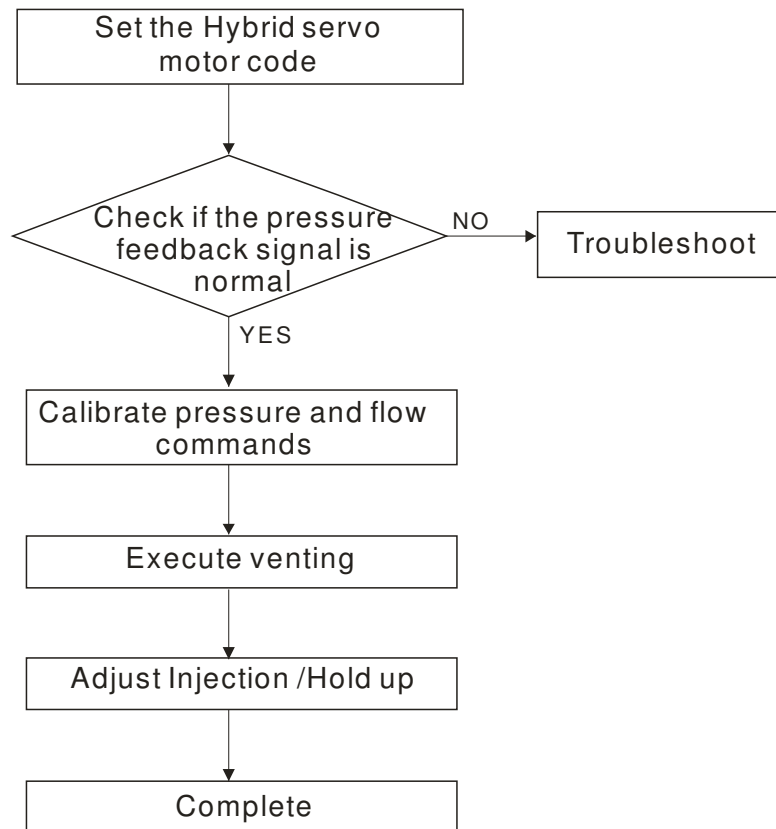 Set the Hybrid servo
motor code
Check if the pressure
feedback signal is
normal
NO
Troubleshoot
YES
Calibrate pressure and flow
commands
Execute venting
Adjust Injection /Hold up
Complete